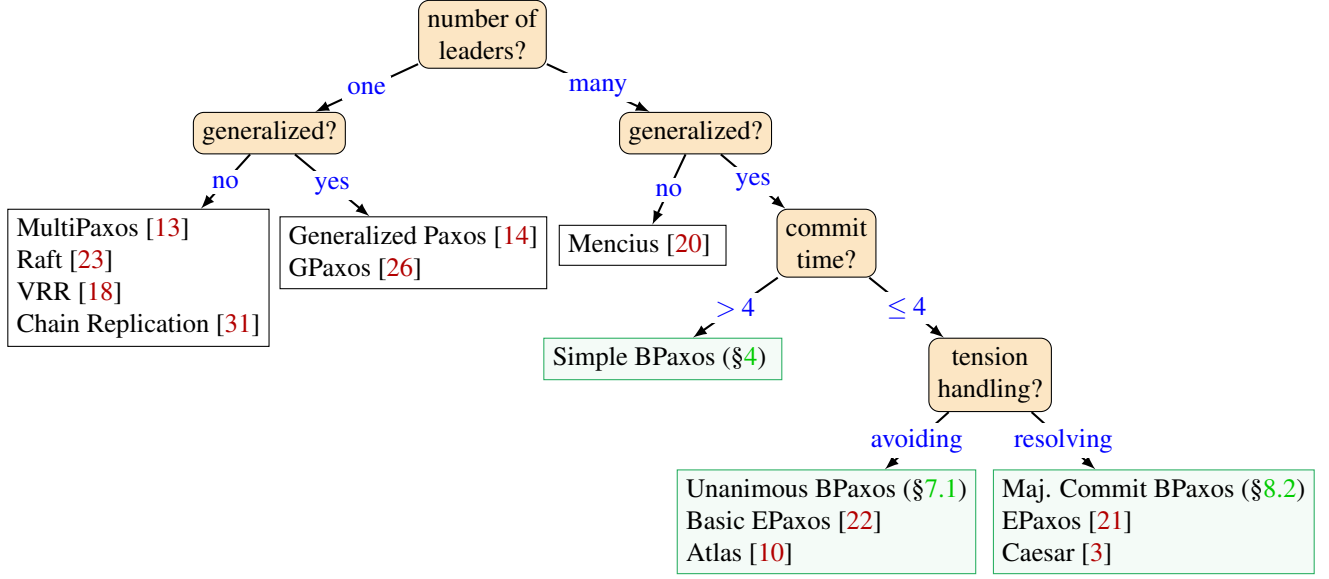 number of
leaders?
one
many
generalized?
generalized?
no
yes
no
yes
MultiPaxos [13]
Raft [23]
VRR [18]
Chain Replication [31]
Generalized Paxos [14]
GPaxos [26]
Mencius [20]
commit
time?
> 4
≤ 4
Simple BPaxos (§4)
tension
handling?
avoiding
resolving
Unanimous BPaxos (§7.1)
Basic EPaxos [22]
Atlas [10]
Maj. Commit BPaxos (§8.2)
EPaxos [21]
Caesar [3]